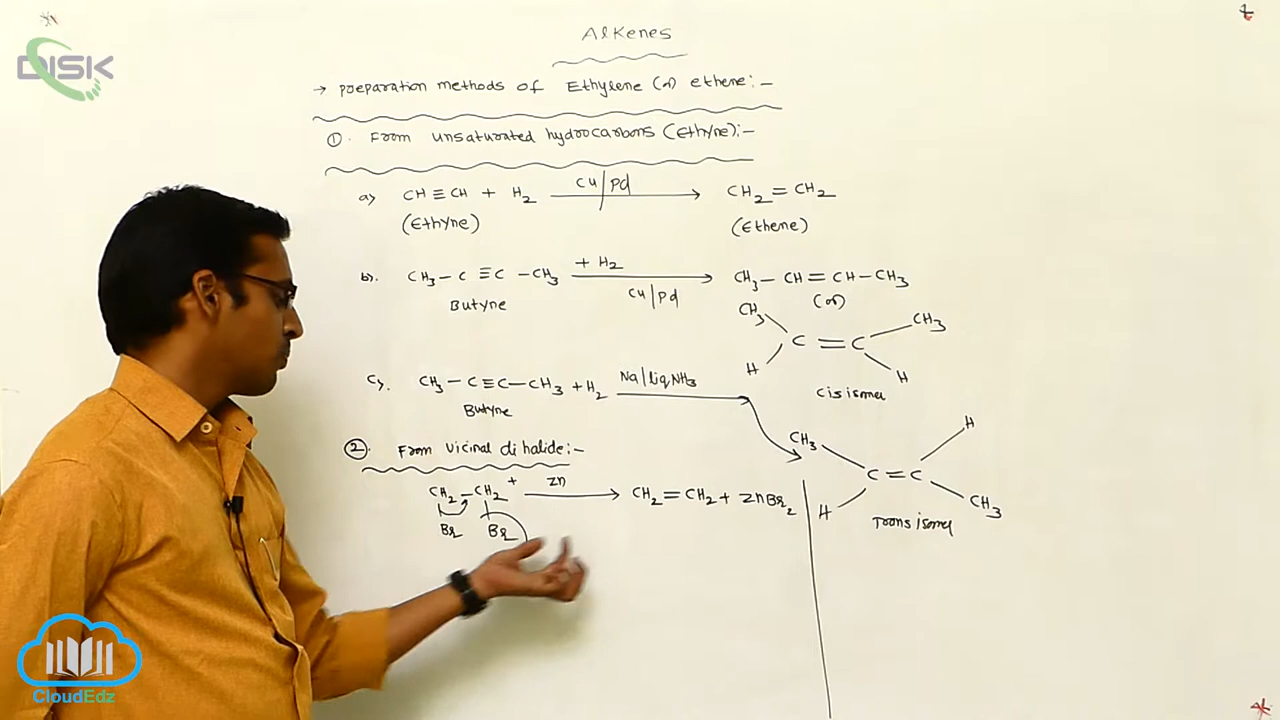 DISK
Alkenes
→ preparation methods of Ethylene (or) ethene:-
①. From unsaturated hydrocarbons (Ethyne):-
a) CH≡CH + H2 Cu/Pd → CH2=CH2
(Ethyne) (Ethene)
b). CH3-C≡C-CH3 +H2 Cu/Pd → CH3-CH=CH-CH3
Butyne (or)
CH3 CH3
C=C
H H
cis isomer
c). CH3-C≡C-CH3 + H2 Na/liq NH3 →
Butyne
CH3 H
C=C
H CH3
Trans isomer
②. From vicinal di halide:-
CH2-CH2 + Zn → CH2=CH2 + ZnBr2
Br Br
CloudEdz